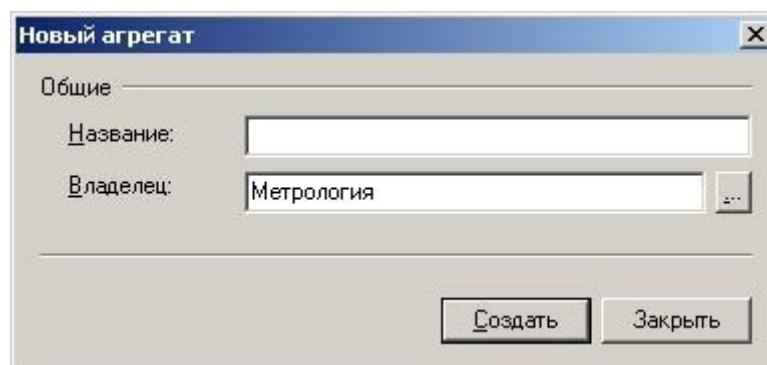 Новый агрегат
Общие
Название:
Владелец: Метрология ...
Создать Закрыть